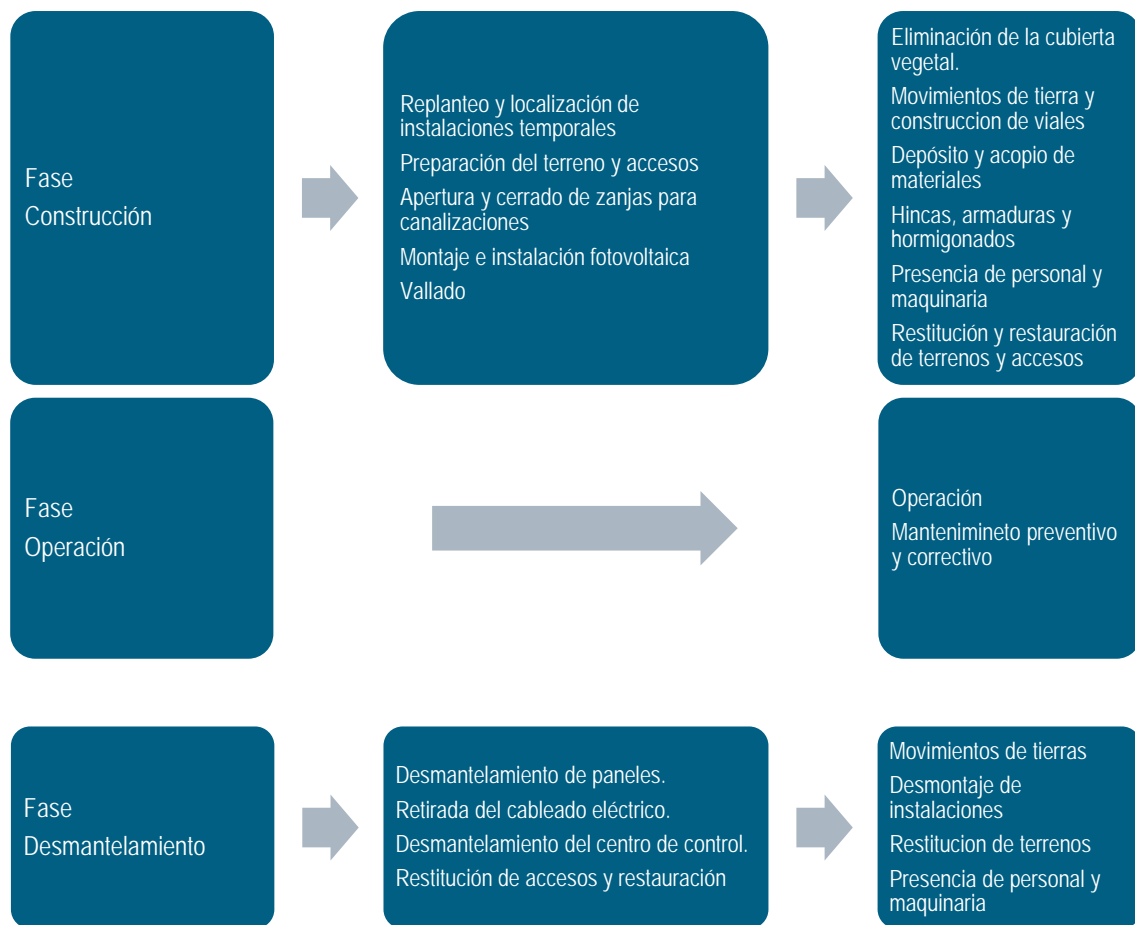 Fase
Construcción
Replanteo y localización de
instalaciones temporales
Preparación del terreno y accesos
Apertura y cerrado de zanjas para
canalizaciones
Montaje e instalación fotovoltaica
Vallado
Eliminación de la cubierta
vegetal.
Movimientos de tierra y
construccion de viales
Depósito y acopio de
materiales
Hincas, armaduras y
hormigonados
Presencia de personal y
maquinaria
Restitución y restauración
de terrenos y accesos
Fase
Operación
Operación
Mantenimineto preventivo
y correctivo
Fase
Desmantelamiento
Desmantelamiento de paneles.
Retirada del cableado eléctrico.
Desmantelamiento del centro de control.
Restitución de accesos y restauración
Movimientos de tierras
Desmontaje de
instalaciones
Restitucion de terrenos
Presencia de personal y
maquinaria